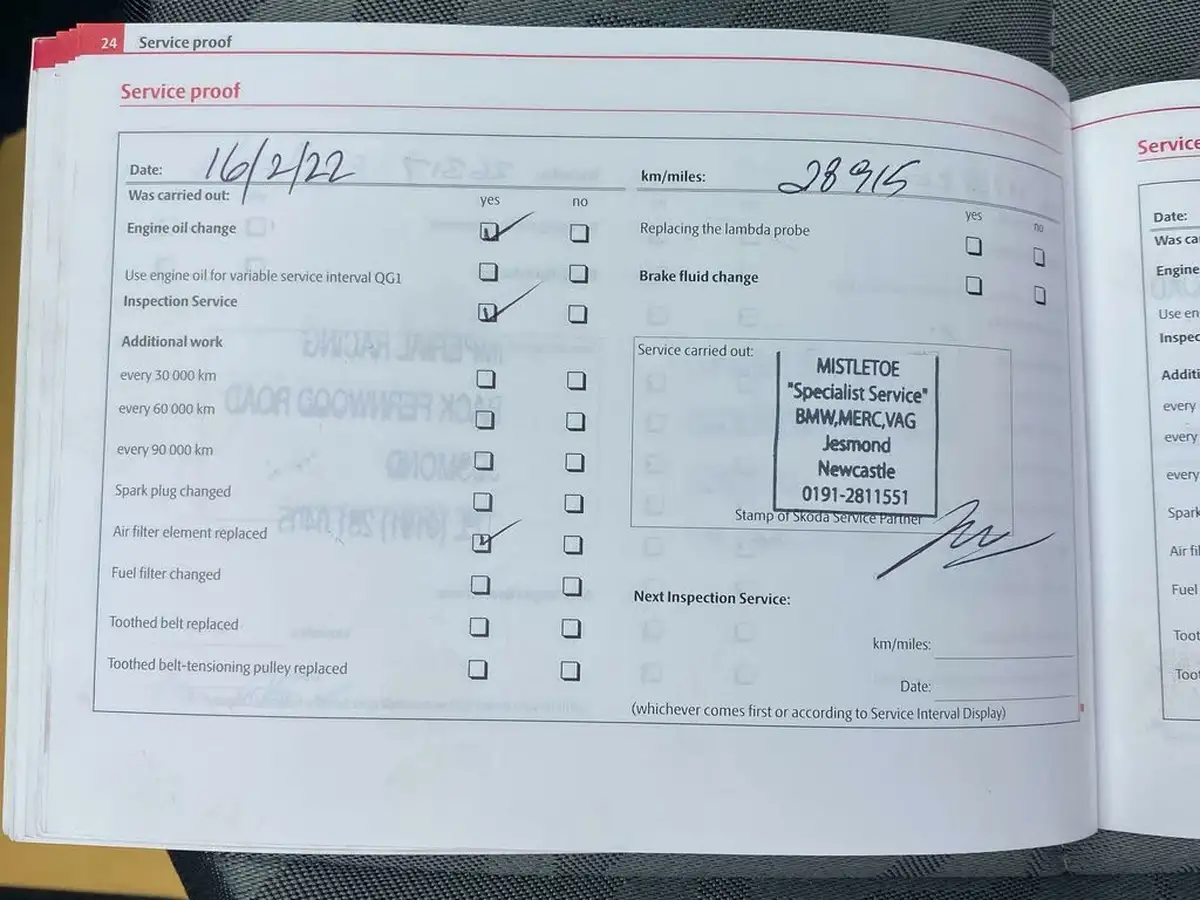 24 Service proof
Service proof
Date: 16/2/22
Was carried out:
yes no
Engine oil change
Use engine oil for variable service interval QG1
Inspection Service
Additional work
every 30 000 km
every 60 000 km
every 90 000 km
Spark plug changed
Air filter element replaced
Fuel filter changed
Toothed belt replaced
Toothed belt-tensioning pulley replaced
km/miles: 28915
yes no
Replacing the lambda probe
Brake fluid change
Service carried out:
MISTLETOE
"Specialist Service"
BMW,MERC,VAG
Jesmond
Newcastle
0191-2811551
Stamp of Skoda Service Partner
Next Inspection Service:
km/miles:
Date:
(whichever comes first or according to Service Interval Display)
Service
Date:
Was ca
Engine
Use en
Inspec
Additi
every
every
every
Spark
Air fil
Fuel
Toot
Toot